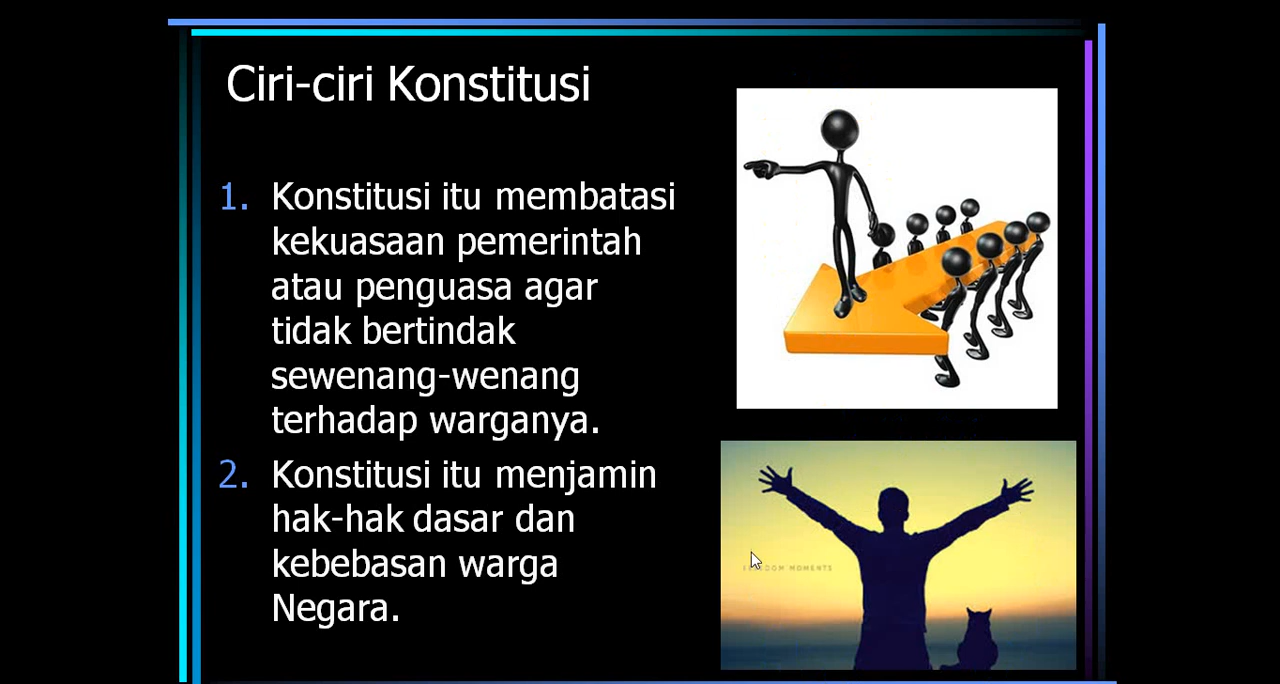 Ciri-ciri Konstitusi
1. Konstitusi itu membatasi
kekuasaan pemerintah
atau penguasa agar
tidak bertindak
sewenang-wenang
terhadap warganya.
2. Konstitusi itu menjamin
hak-hak dasar dan
kebebasan warga
Negara.
MOMENTS